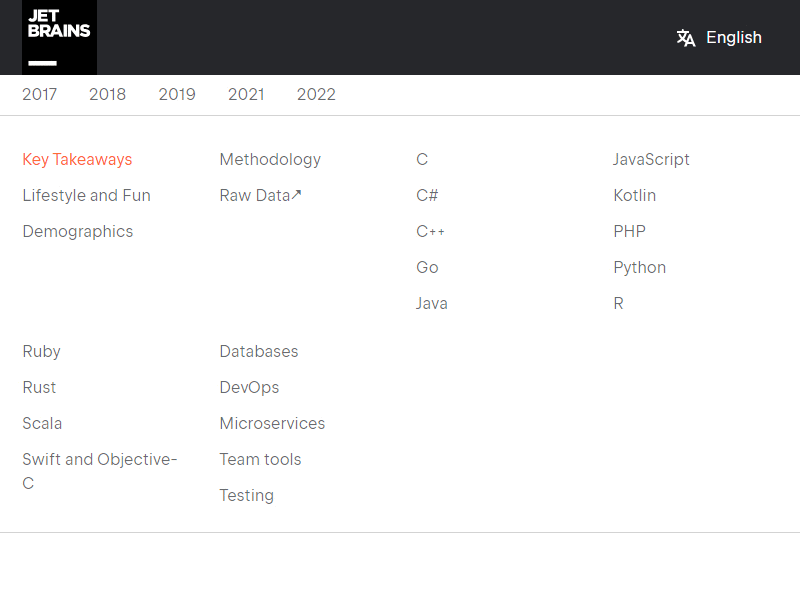 JET
BRAINS
English
2017 2018 2019 2021 2022
Key Takeaways
Lifestyle and Fun
Demographics
Methodology
Raw Data↗
C
C#
C++
Go
Java
JavaScript
Kotlin
PHP
Python
R
Ruby
Rust
Scala
Swift and Objective-
C
Databases
DevOps
Microservices
Team tools
Testing